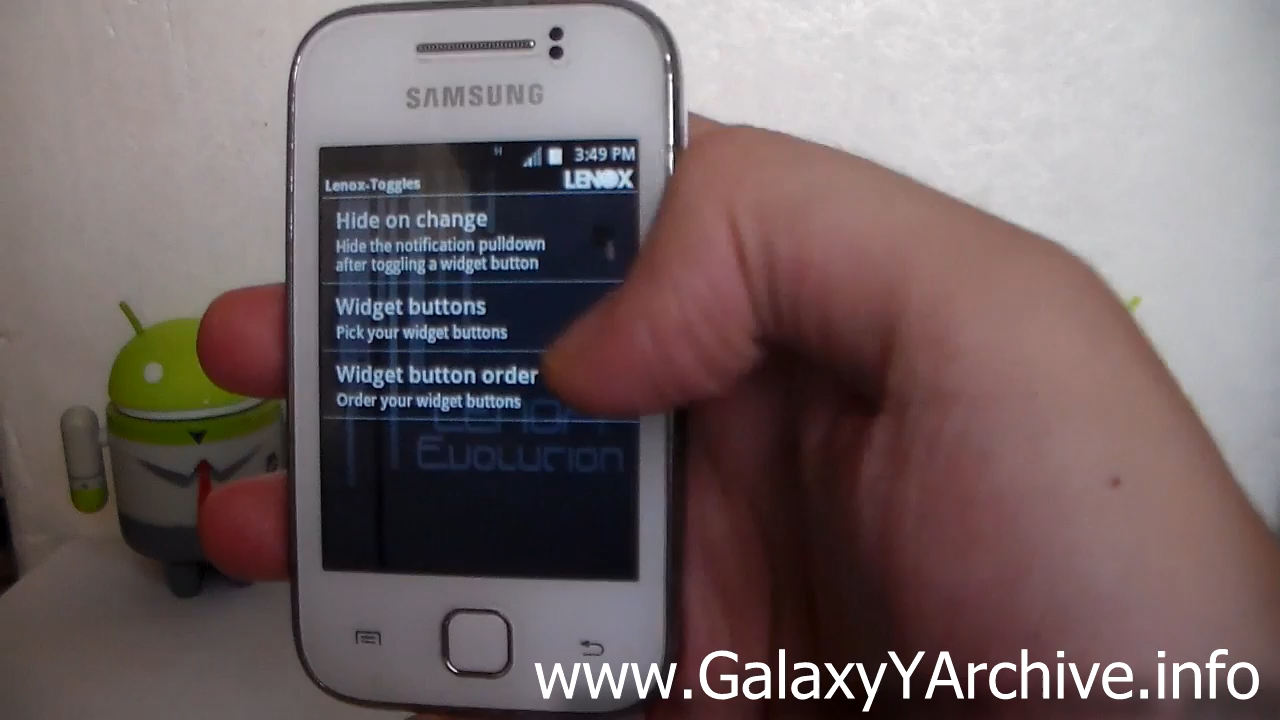 SAMSUNG
H 3:49 PM
Lenox-Toggles LENOX
Hide on change
Hide the notification pulldown
after toggling a widget button
Widget buttons
Pick your widget buttons
Widget button order
Order your widget buttons
Evolution
www.GalaxyYArchive.info